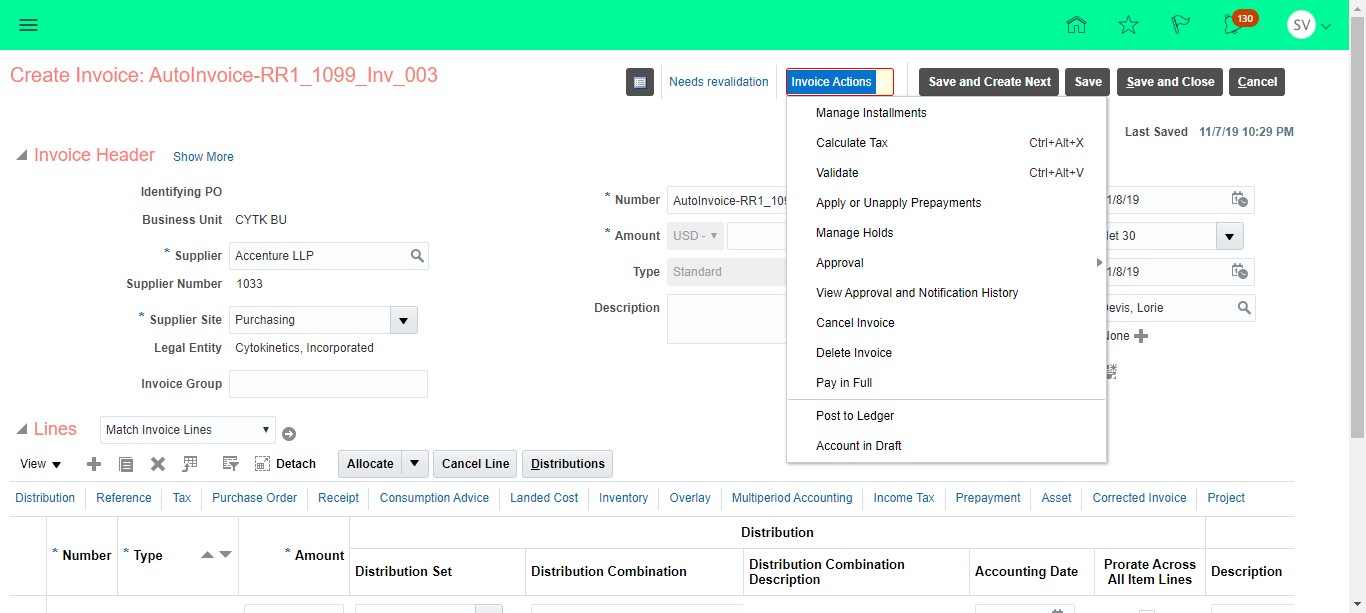 130
SV
Create Invoice: AutoInvoice-RR1_1099_Inv_003
Needs revalidation
Invoice Actions
Save and Create Next
Save
Save and Close
Cancel
Last Saved 11/7/19 10:29 PM
Manage Installments
Calculate Tax Ctrl+Alt+X
Validate Ctrl+Alt+V
Apply or Unapply Prepayments
Manage Holds
Approval
View Approval and Notification History
Cancel Invoice
Delete Invoice
Pay in Full
Post to Ledger
Account in Draft
Invoice Header Show More
Identifying PO
Business Unit CYTK BU
* Supplier Accenture LLP
Supplier Number 1033
* Supplier Site Purchasing
Legal Entity Cytokinetics, Incorporated
Invoice Group
* Number AutoInvoice-RR1_109
* Amount USD -
Type Standard
Description
1/8/19
et 30
1/8/19
evis, Lorie
one
Lines Match Invoice Lines
View
Detach
Allocate
Cancel Line
Distributions
Distribution Reference Tax Purchase Order Receipt Consumption Advice Landed Cost Inventory Overlay Multiperiod Accounting Income Tax Prepayment Asset Corrected Invoice Project
Distribution
* Number * Type * Amount
Distribution Set
Distribution Combination
Distribution Combination
Description
Accounting Date
Prorate Across
All Item Lines
Description